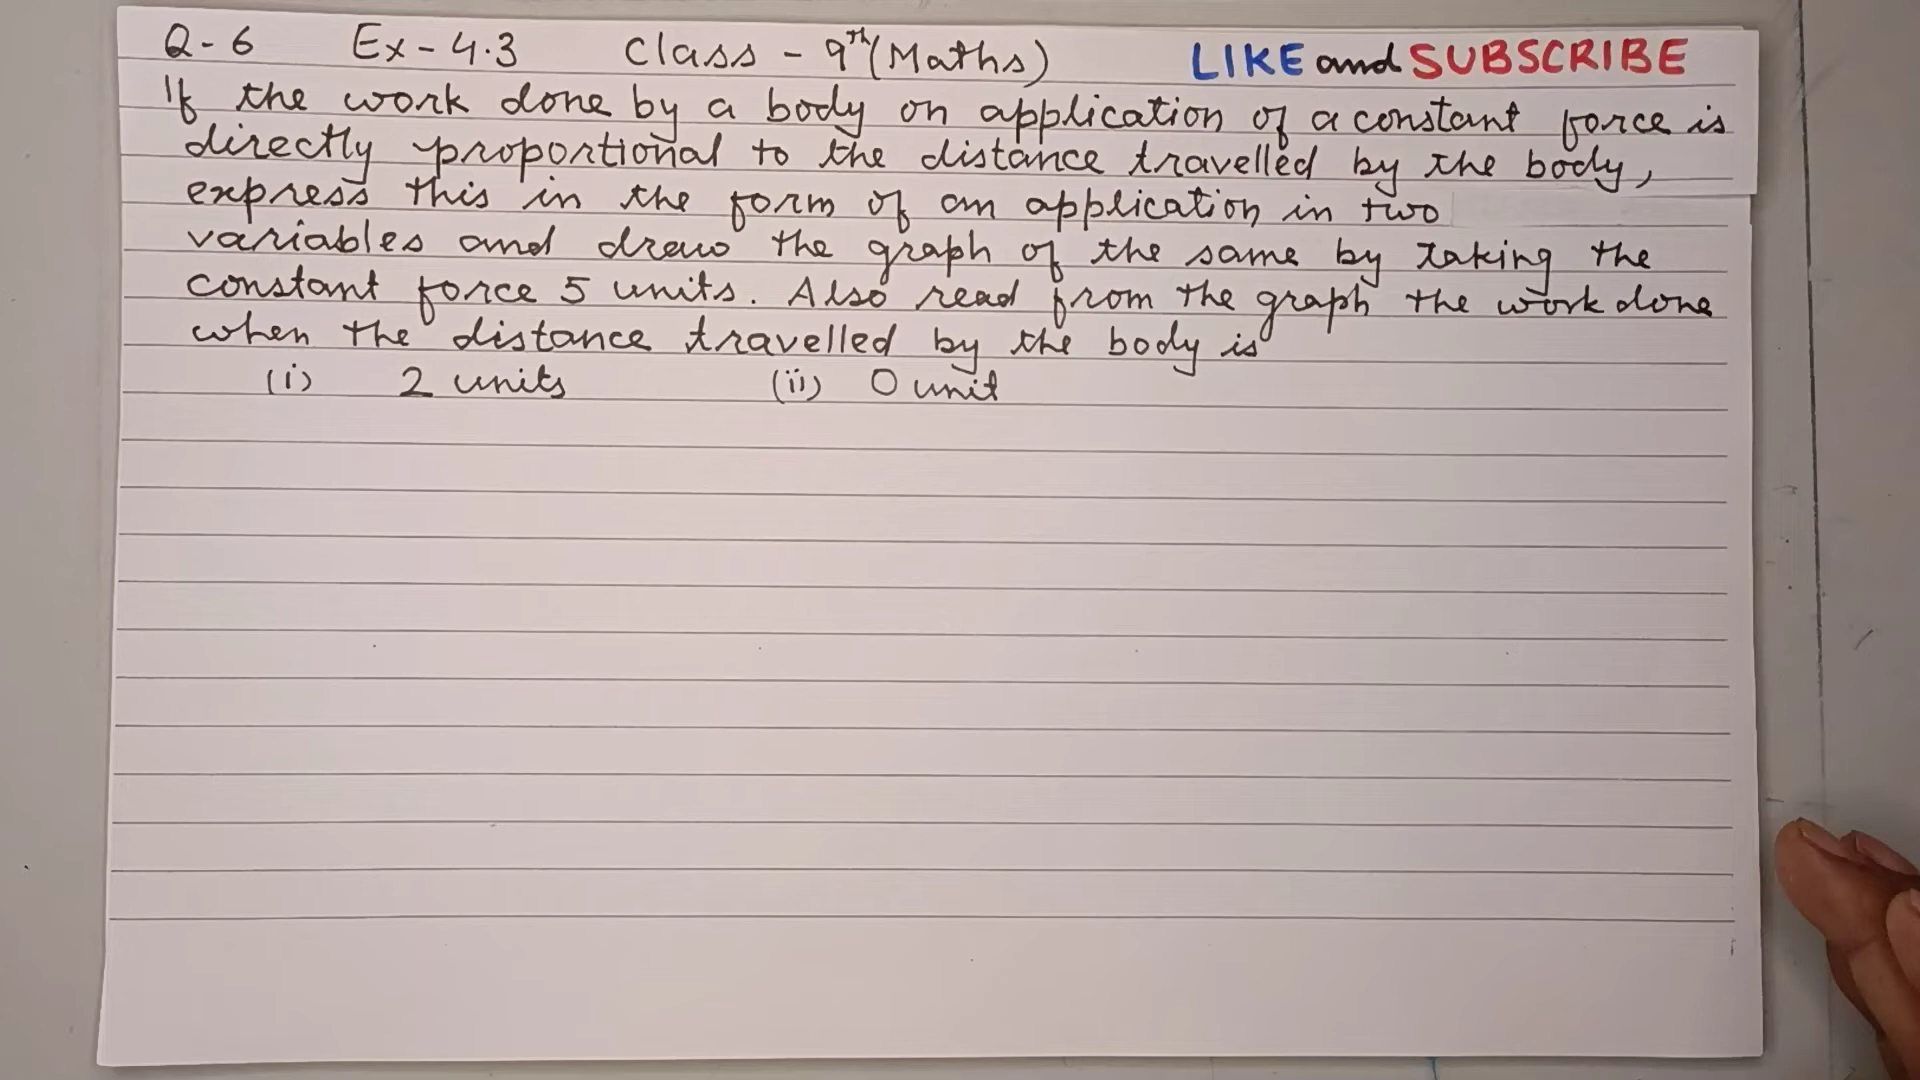 Q-6 Ex-4.3 Class - 9th (Maths) LIKE and SUBSCRIBE
If the work done by a body on application of a constant force is
directly proportional to the distance travelled by the body,
express this in the form of an application in two
variables and draw the graph of the same by taking the
constant force 5 units. Also read from the graph the work done
when the distance travelled by the body is
(i) 2 units (ii) 0 unit